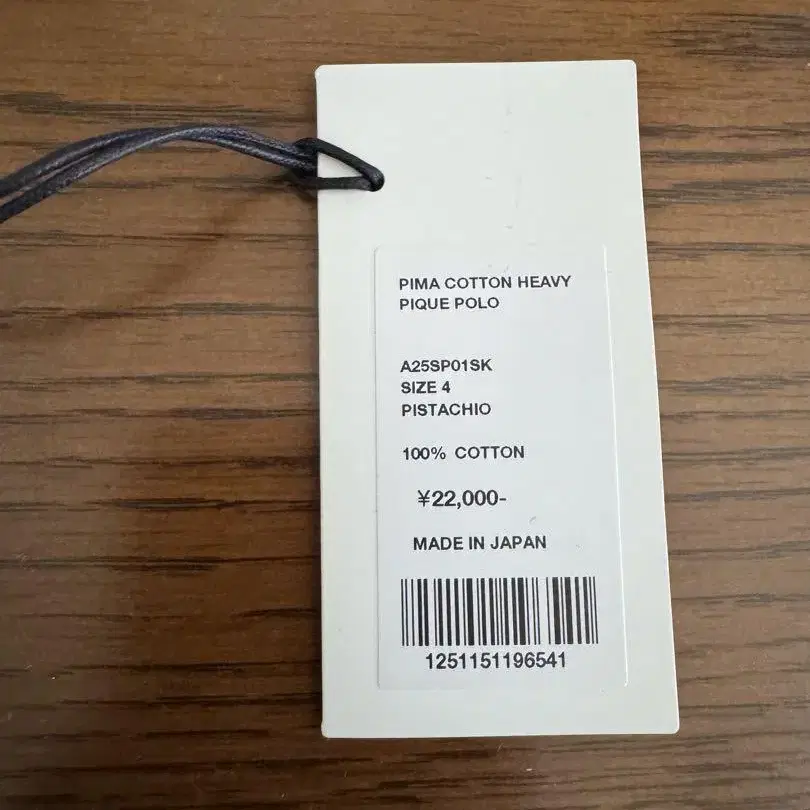 PIMA COTTON HEAVY
PIQUE POLO
A25SP01SK
SIZE 4
PISTACHIO
100% COTTON
¥22,000-
MADE IN JAPAN
1251151196541